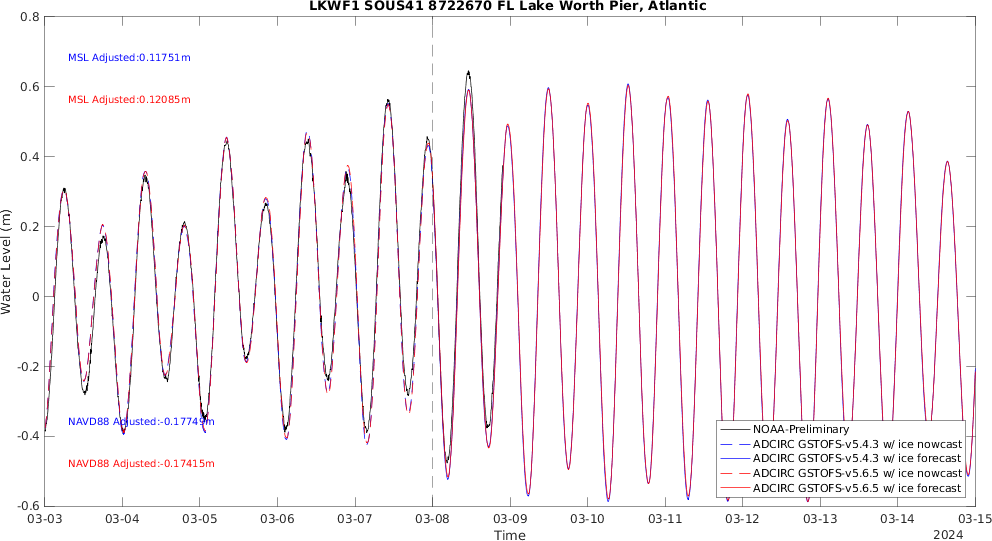 LKWF1 SOUS41 8722670 FL Lake Worth Pier, Atlantic
0.8
0.6
0.4
0.2
0
-0.2
-0.4
-0.6
Water Level (m)
MSL Adjusted:0.11751m
MSL Adjusted:0.12085m
NAVD88 Adjusted:-0.17749m
NAVD88 Adjusted:-0.17415m
NOAA-Preliminary
ADCIRC GSTOFS-v5.4.3 w/ ice nowcast
ADCIRC GSTOFS-v5.4.3 w/ ice forecast
ADCIRC GSTOFS-v5.6.5 w/ ice nowcast
ADCIRC GSTOFS-v5.6.5 w/ ice forecast
03-03 03-04 03-05 03-06 03-07 03-08 03-09 03-10 03-11 03-12 03-13 03-14 03-15
Time
2024